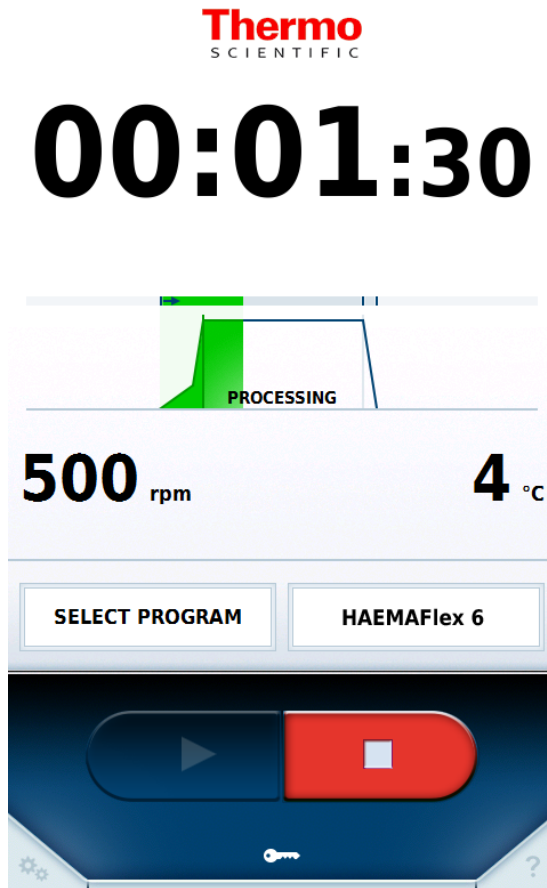 Thermo
SCIENTIFIC
00:01:30
PROCESSING
500 rpm
4 °C
SELECT PROGRAM
HAEMAFlex 6
?